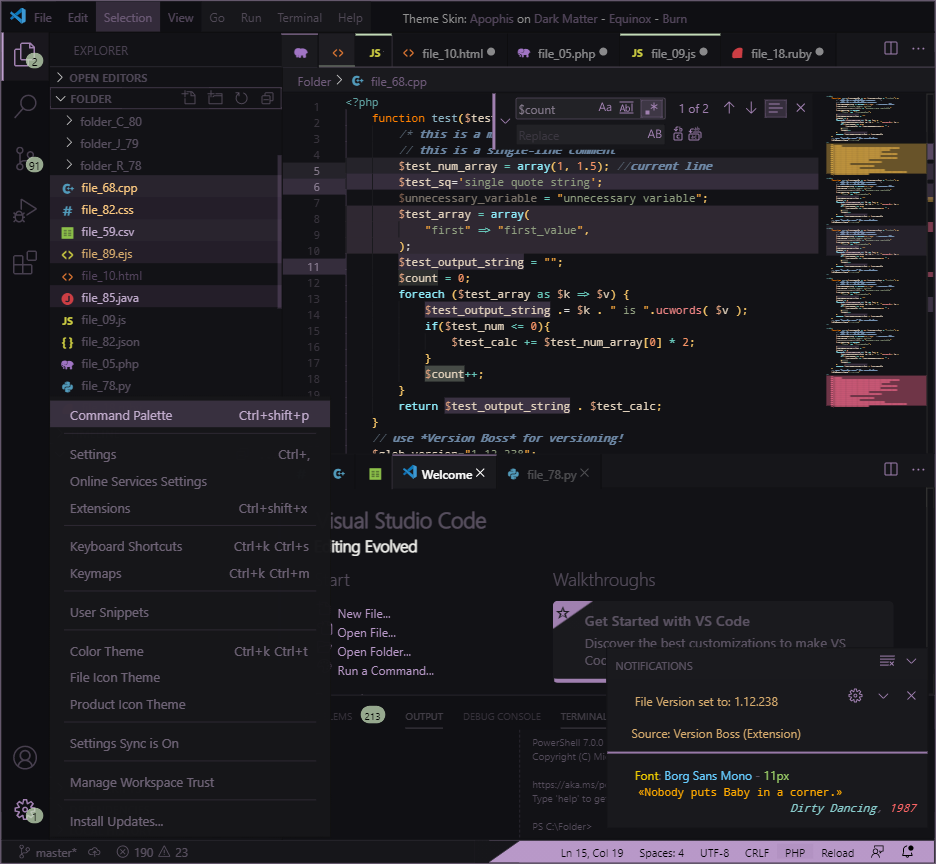 File Edit Selection View Go Run Terminal Help Theme Skin: Apophis on Dark Matter - Equinox - Burn
2
EXPLORER
JS
<> file_10.html
file_05.php
JS file_09.js
file_18.ruby
OPEN EDITORS
Folder > file_68.cpp
FOLDER
folder_C_80
folder_J_79
91
folder_R_78
file_68.cpp
# file_82.css
file_59.csv
<> file_89.ejs
<> file_10.html
file_85.java
JS file_09.js
{} file_82.json
file_05.php
file_78.py
1 <?php
2 function test($test
3 /* this is a m
4 // this is a single-line comment
5 $test_num_array = array(1, 1.5); //current line
6 $test_sq='single quote string';
7 $unnecessary_variable = "unnecessary variable";
8 $test_array = array(
9 "first" => "first_value",
10 );
11 $test_output_string = "";
12 $count = 0;
13 foreach ($test_array as $k => $v) {
14 $test_output_string .= $k . " is ".ucwords( $v );
15 if($test_num <= 0){
16 $test_calc += $test_num_array[0] * 2;
17 }
18 $count++;
19 }
return $test_output_string . $test_calc;
}
// use *Version Boss* for versioning!
$glob_version="1.12.238";
$count Aa Abl .* 1 of 2
Replace AB
Command Palette Ctrl+shift+p
Settings Ctrl+,
Online Services Settings
Extensions Ctrl+shift+x
Keyboard Shortcuts Ctrl+k Ctrl+s
Keymaps Ctrl+k Ctrl+m
User Snippets
Color Theme Ctrl+k Ctrl+t
File Icon Theme
Product Icon Theme
Settings Sync is On
Manage Workspace Trust
Install Updates...
1
Welcome
file_78.py
isual Studio Code
iting Evolved
art
New File...
Open File...
Open Folder...
Run a Command...
Walkthroughs
Get Started with VS Code
Discover the best customizations to make VS
Cod
LEMS 213 OUTPUT DEBUG CONSOLE TERMINAL
PowerShell 7.0.0
Copyright (C) Mi
https://aka.ms/p
Type 'help' to ge
PS C:\Folder>
NOTIFICATIONS
File Version set to: 1.12.238
Source: Version Boss (Extension)
Font: Borg Sans Mono - 11px
«Nobody puts Baby in a corner.»
Dirty Dancing, 1987
master* 190 23 Ln 15, Col 19 Spaces: 4 UTF-8 CRLF PHP Reload